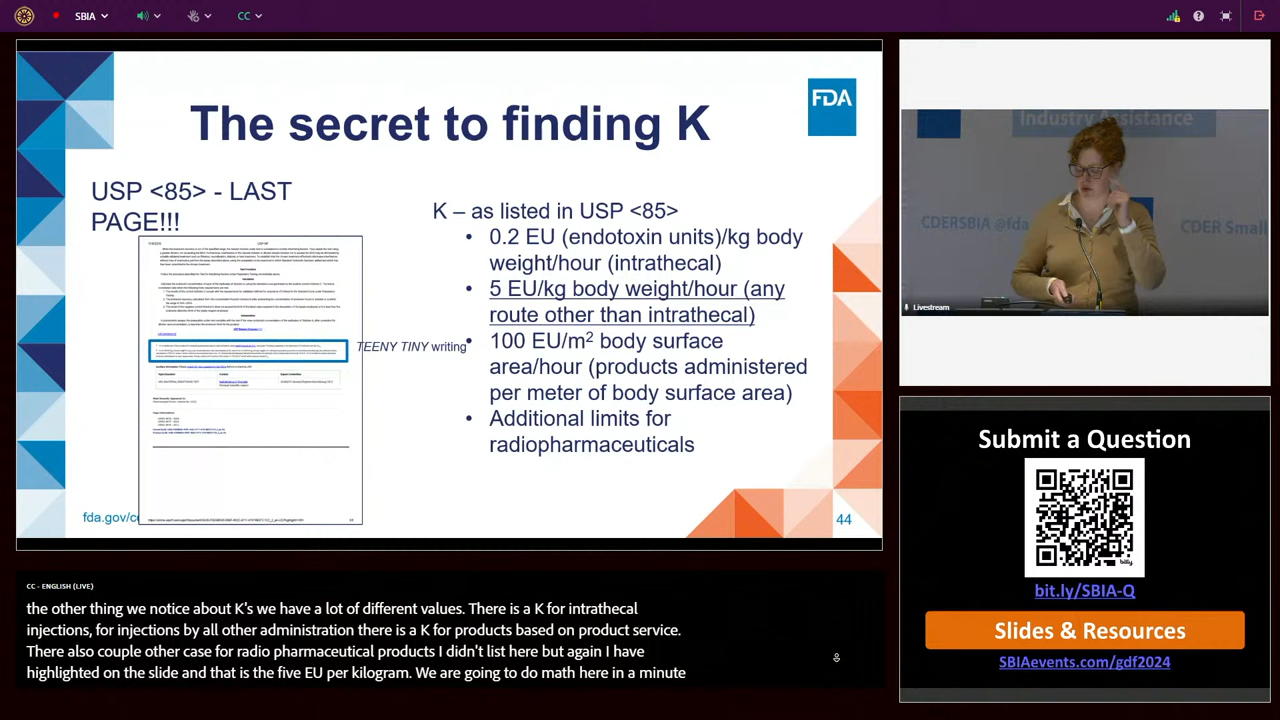 SBIA
CC
The secret to finding K
FDA
USP <85> - LAST
PAGE!!!
TEENY TINY writing
K – as listed in USP <85>
• 0.2 EU (endotoxin units)/kg body
weight/hour (intrathecal)
• 5 EU/kg body weight/hour (any
route other than intrathecal)
• 100 EU/m² body surface
area/hour (products administered
per meter of body surface area)
• Additional limits for
radiopharmaceuticals
fda.gov/c
44
Industry Assistance
CDERSBIA @fda
CDER Small
Livestream
Submit a Question
bitly
bit.ly/SBIA-Q
Slides & Resources
SBIAevents.com/gdf2024
CC - ENGLISH (LIVE)
the other thing we notice about K's we have a lot of different values. There is a K for intrathecal
injections, for injections by all other administration there is a K for products based on product service.
There also couple other case for radio pharmaceutical products I didn't list here but again I have
highlighted on the slide and that is the five EU per kilogram. We are going to do math here in a minute